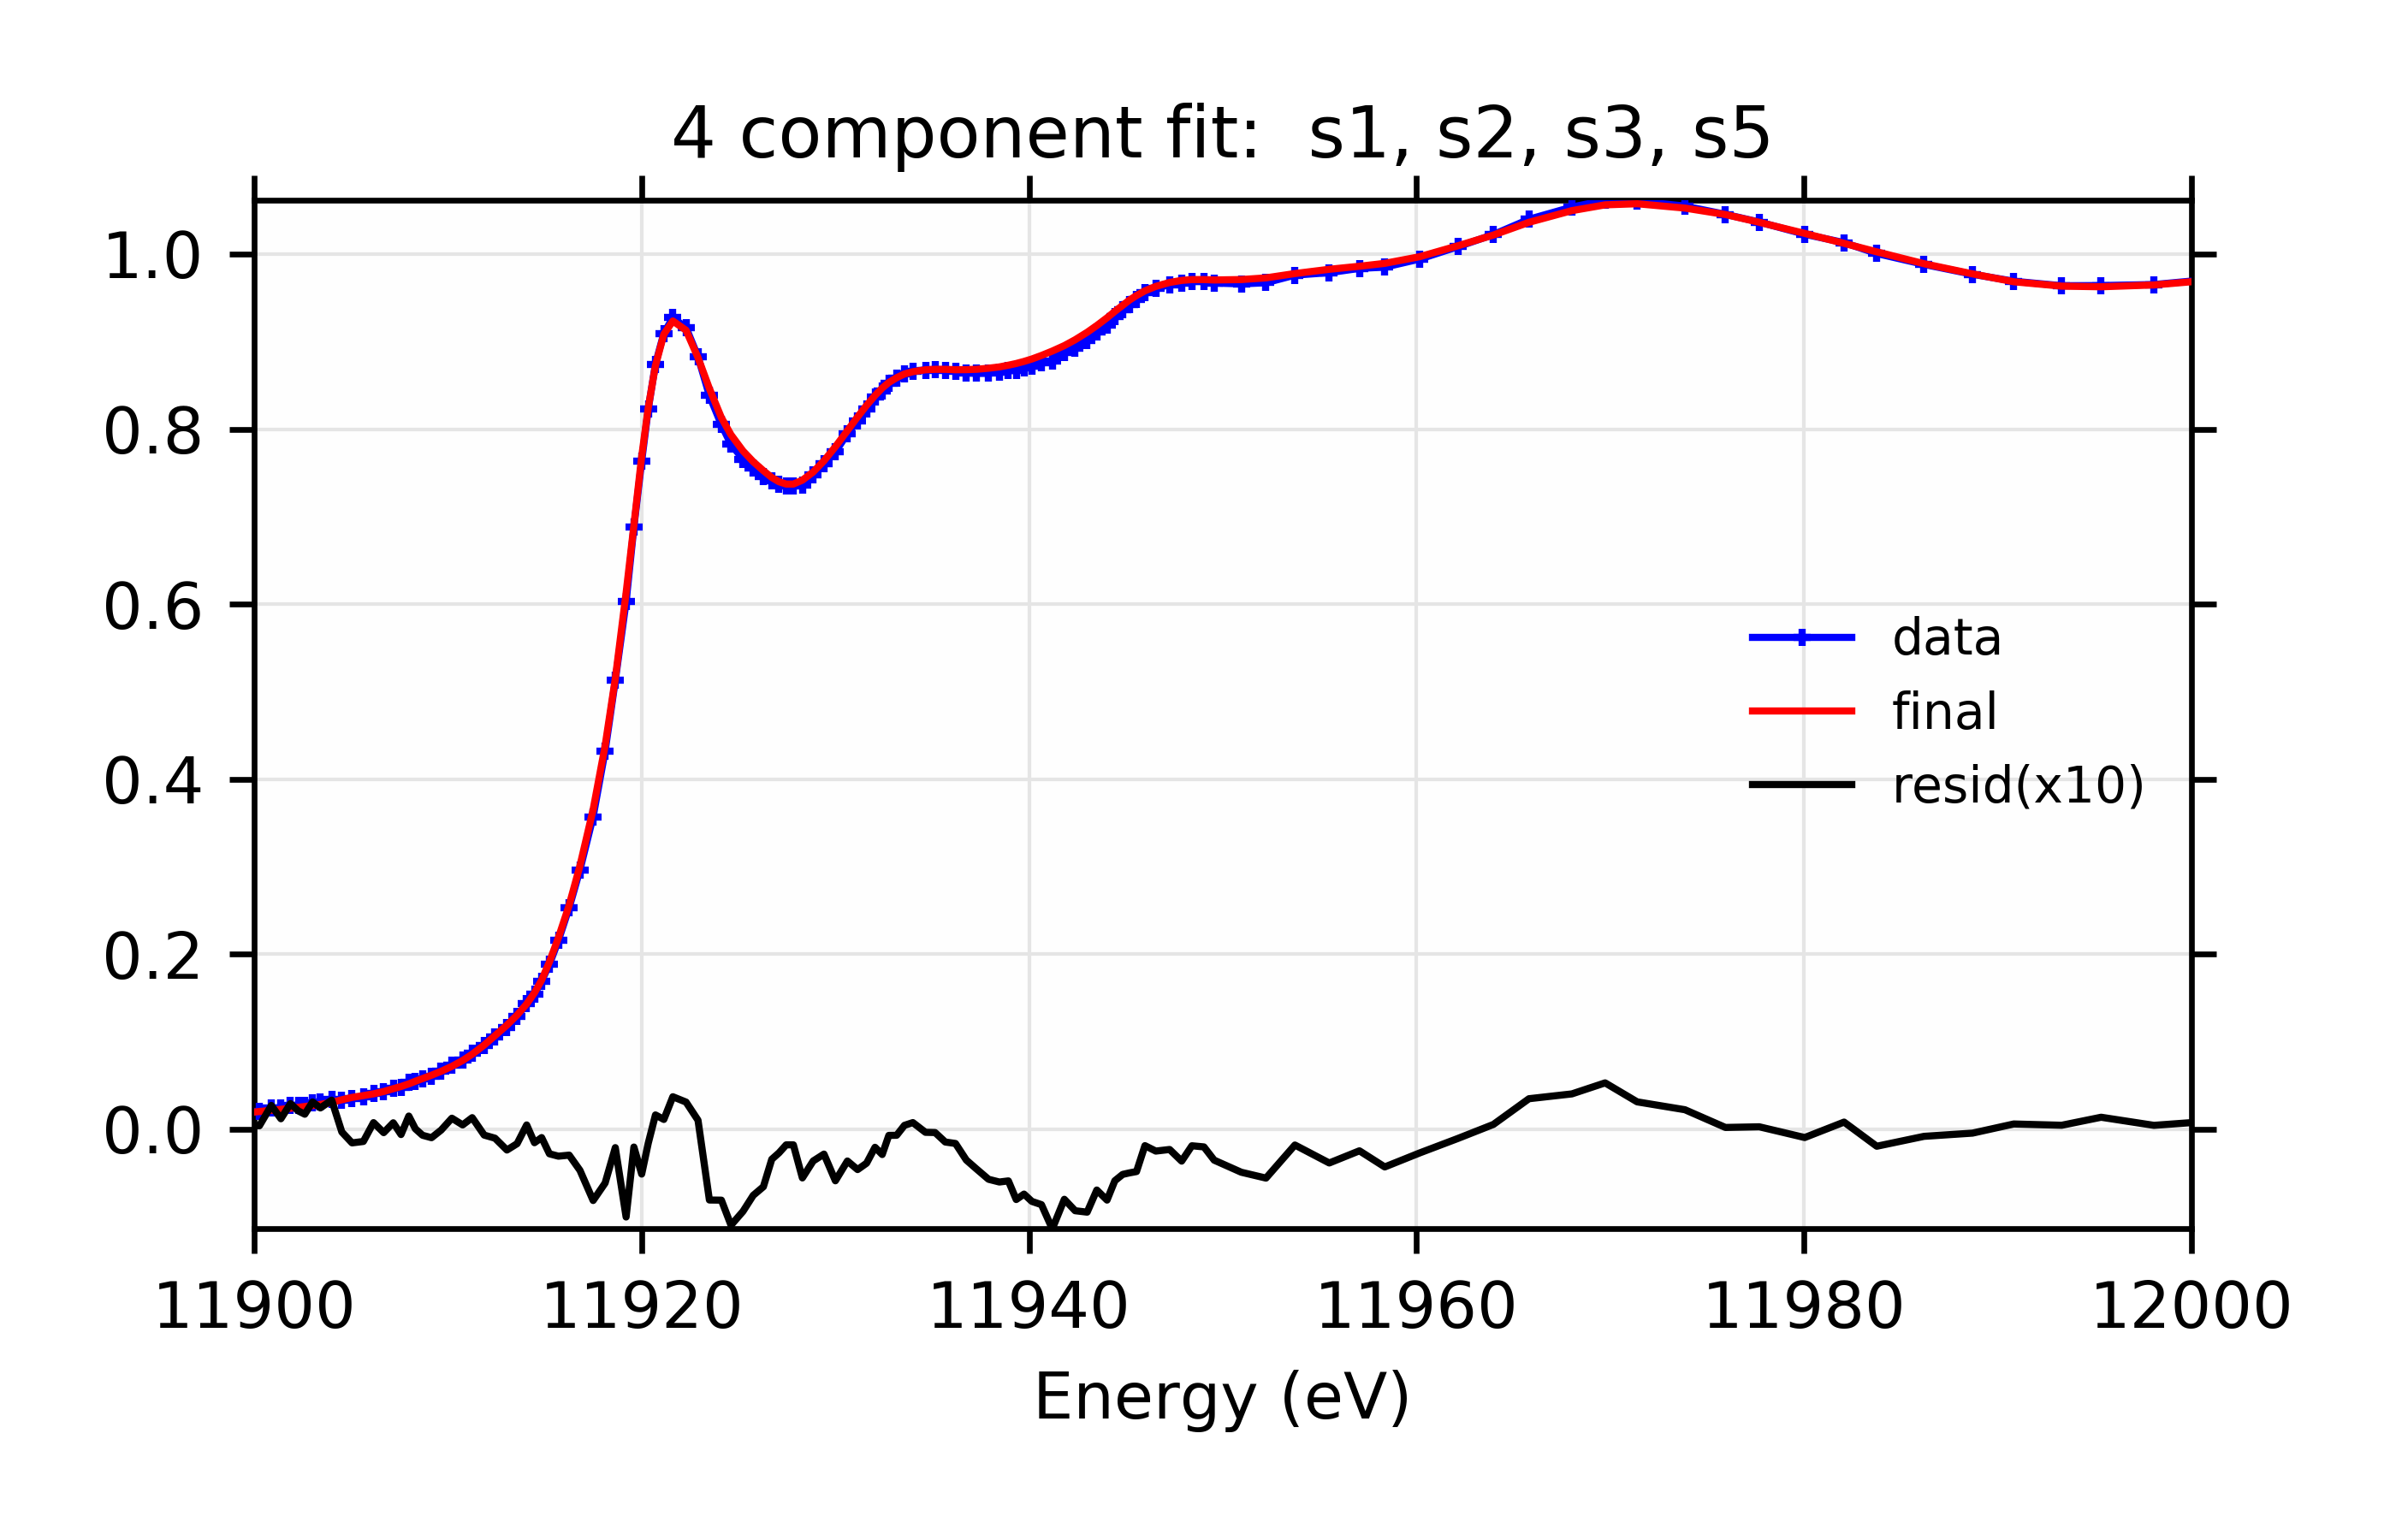 4 component fit:  s1, s2, s3, s5
1.0
0.8
0.6
0.4
0.2
0.0
data
final
resid(x10)
11900 11920 11940 11960 11980 12000
Energy (eV)